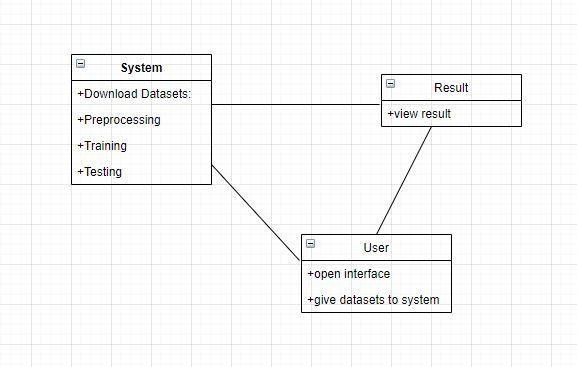 System
+Download Datasets:
+Preprocessing
+Training
+Testing
Result
+view result
User
+open interface
+give datasets to system